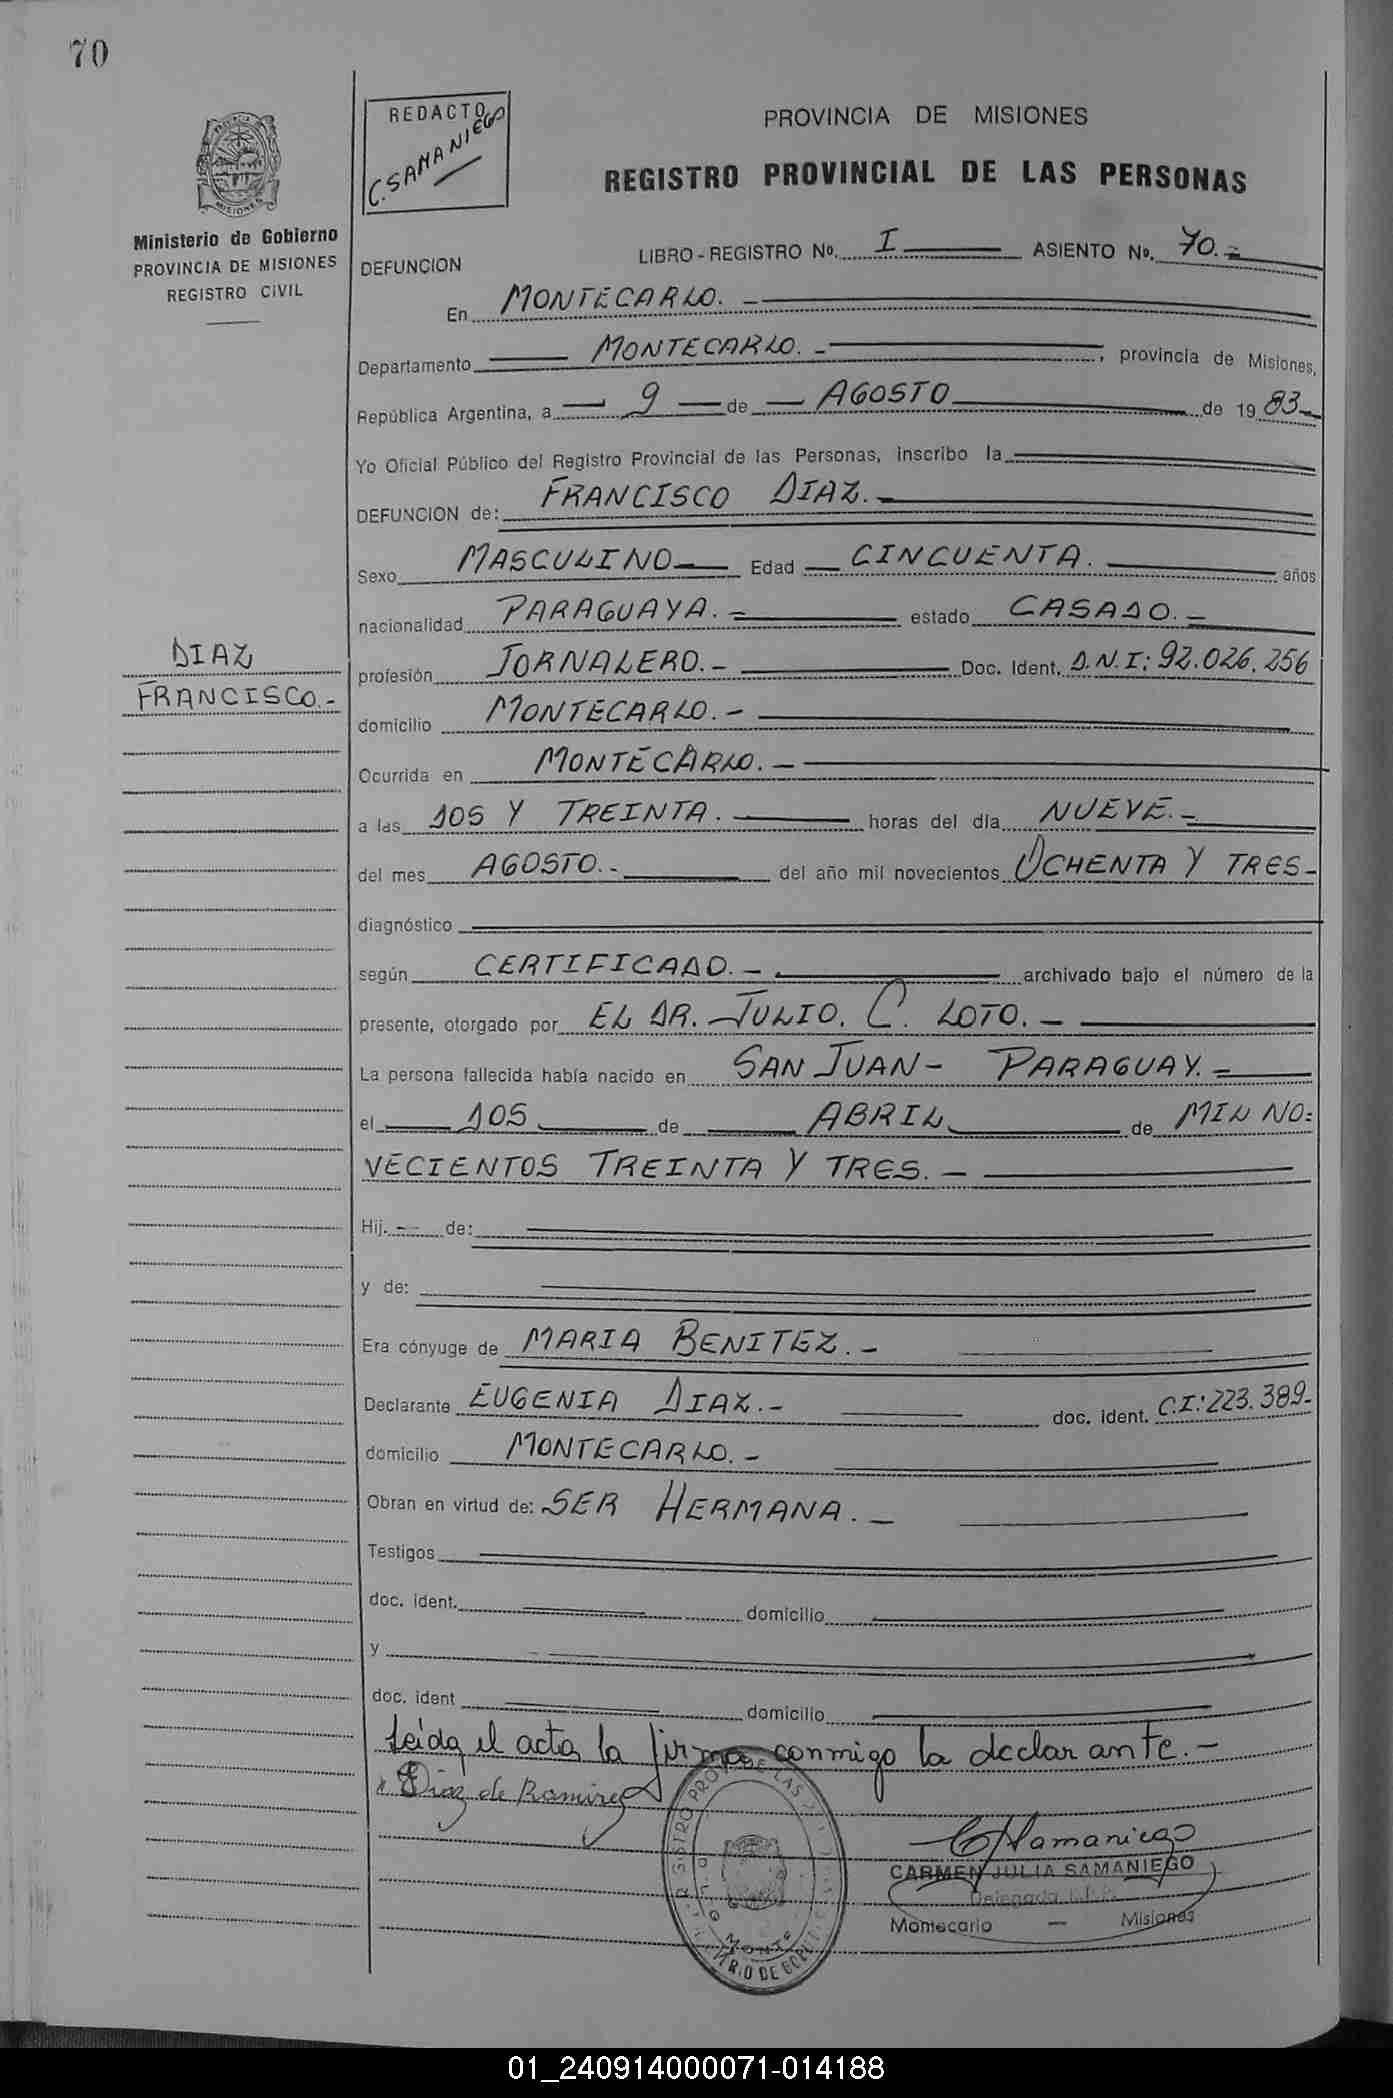 70
REDACTO
C. SAMANIEGO
PROVINCIA DE MISIONES
REGISTRO PROVINCIAL DE LAS PERSONAS
MISIONES
Ministerio de Gobierno
PROVINCIA DE MISIONES
REGISTRO CIVIL
DEFUNCION
LIBRO - REGISTRO No. I ASIENTO No. 70.-
En MONTECARLO.-
Departamento MONTECARLO.- , provincia de Misiones,
República Argentina, a 9 de AGOSTO de 1983
Yo Oficial Público del Registro Provincial de las Personas, inscribo la
DEFUNCION de: FRANCISCO DIAZ.-
Sexo MASCULINO Edad CINCUENTA. años
nacionalidad PARAGUAYA.- estado CASADO.-
DIAZ
FRANCISCO.-
profesión JORNALERO.- Doc. Ident. D.N.I: 92.026.256
domicilio MONTECARLO.-
Ocurrida en MONTECARLO.-
a las DOS Y TREINTA. horas del día NUEVE.-
del mes AGOSTO.- del año mil novecientos OCHENTA Y TRES-
diagnóstico
según CERTIFICADO.- archivado bajo el número de la
presente, otorgado por EL DR. JULIO. C. LOTO.-
La persona fallecida había nacido en SAN JUAN- PARAGUAY.-
el DOS de ABRIL de MIL NO=
VECIENTOS TREINTA Y TRES.-
Hij. -- de:
y de:
Era cónyuge de MARIA BENITEZ.-
Declarante EUGENIA DIAZ.- doc. ident. C.I: 223.389-
domicilio MONTECARLO.-
Obran en virtud de: SER HERMANA.-
Testigos
doc. ident. domicilio
y
doc. ident domicilio
Leída el acta, la firma conmigo la declarante.-
E Diaz de Ramirez
CSamaniego
CARMEN JULIA SAMANIEGO
Delegada
Montecarlo — Misiones
01_240914000071-014188